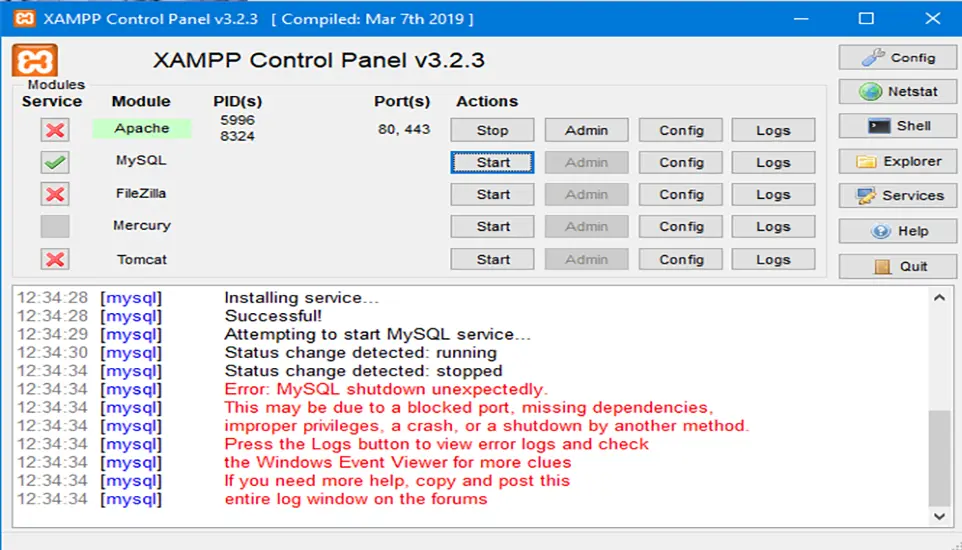 XAMPP Control Panel v3.2.3 [ Compiled: Mar 7th 2019 ]
XAMPP Control Panel v3.2.3
Config
Modules
Service Module PID(s) Port(s) Actions
Netstat
Apache 5996 8324 80, 443 Stop Admin Config Logs
Shell
MySQL Start Admin Config Logs
Explorer
FileZilla Start Admin Config Logs
Services
Mercury Start Admin Config Logs
Help
Tomcat Start Admin Config Logs
Quit
12:34:28 [mysql] Installing service...
12:34:28 [mysql] Successful!
12:34:29 [mysql] Attempting to start MySQL service...
12:34:30 [mysql] Status change detected: running
12:34:34 [mysql] Status change detected: stopped
12:34:34 [mysql] Error: MySQL shutdown unexpectedly.
12:34:34 [mysql] This may be due to a blocked port, missing dependencies,
12:34:34 [mysql] improper privileges, a crash, or a shutdown by another method.
12:34:34 [mysql] Press the Logs button to view error logs and check
12:34:34 [mysql] the Windows Event Viewer for more clues
12:34:34 [mysql] If you need more help, copy and post this
12:34:34 [mysql] entire log window on the forums